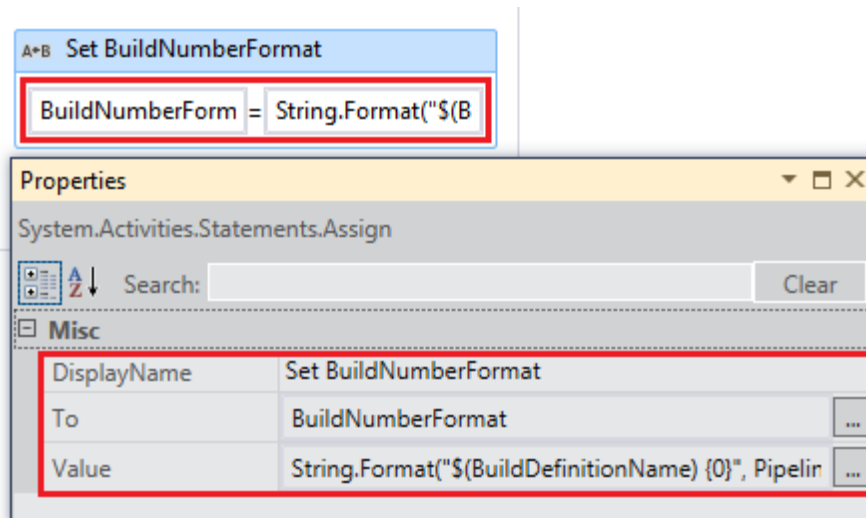 A+B Set BuildNumberFormat
BuildNumberForm = String.Format("$(B
Properties
System.Activities.Statements.Assign
A Z Search: Clear
Misc
DisplayName Set BuildNumberFormat
To BuildNumberFormat ...
Value String.Format("$(BuildDefinitionName) {0}", Pipelin ...